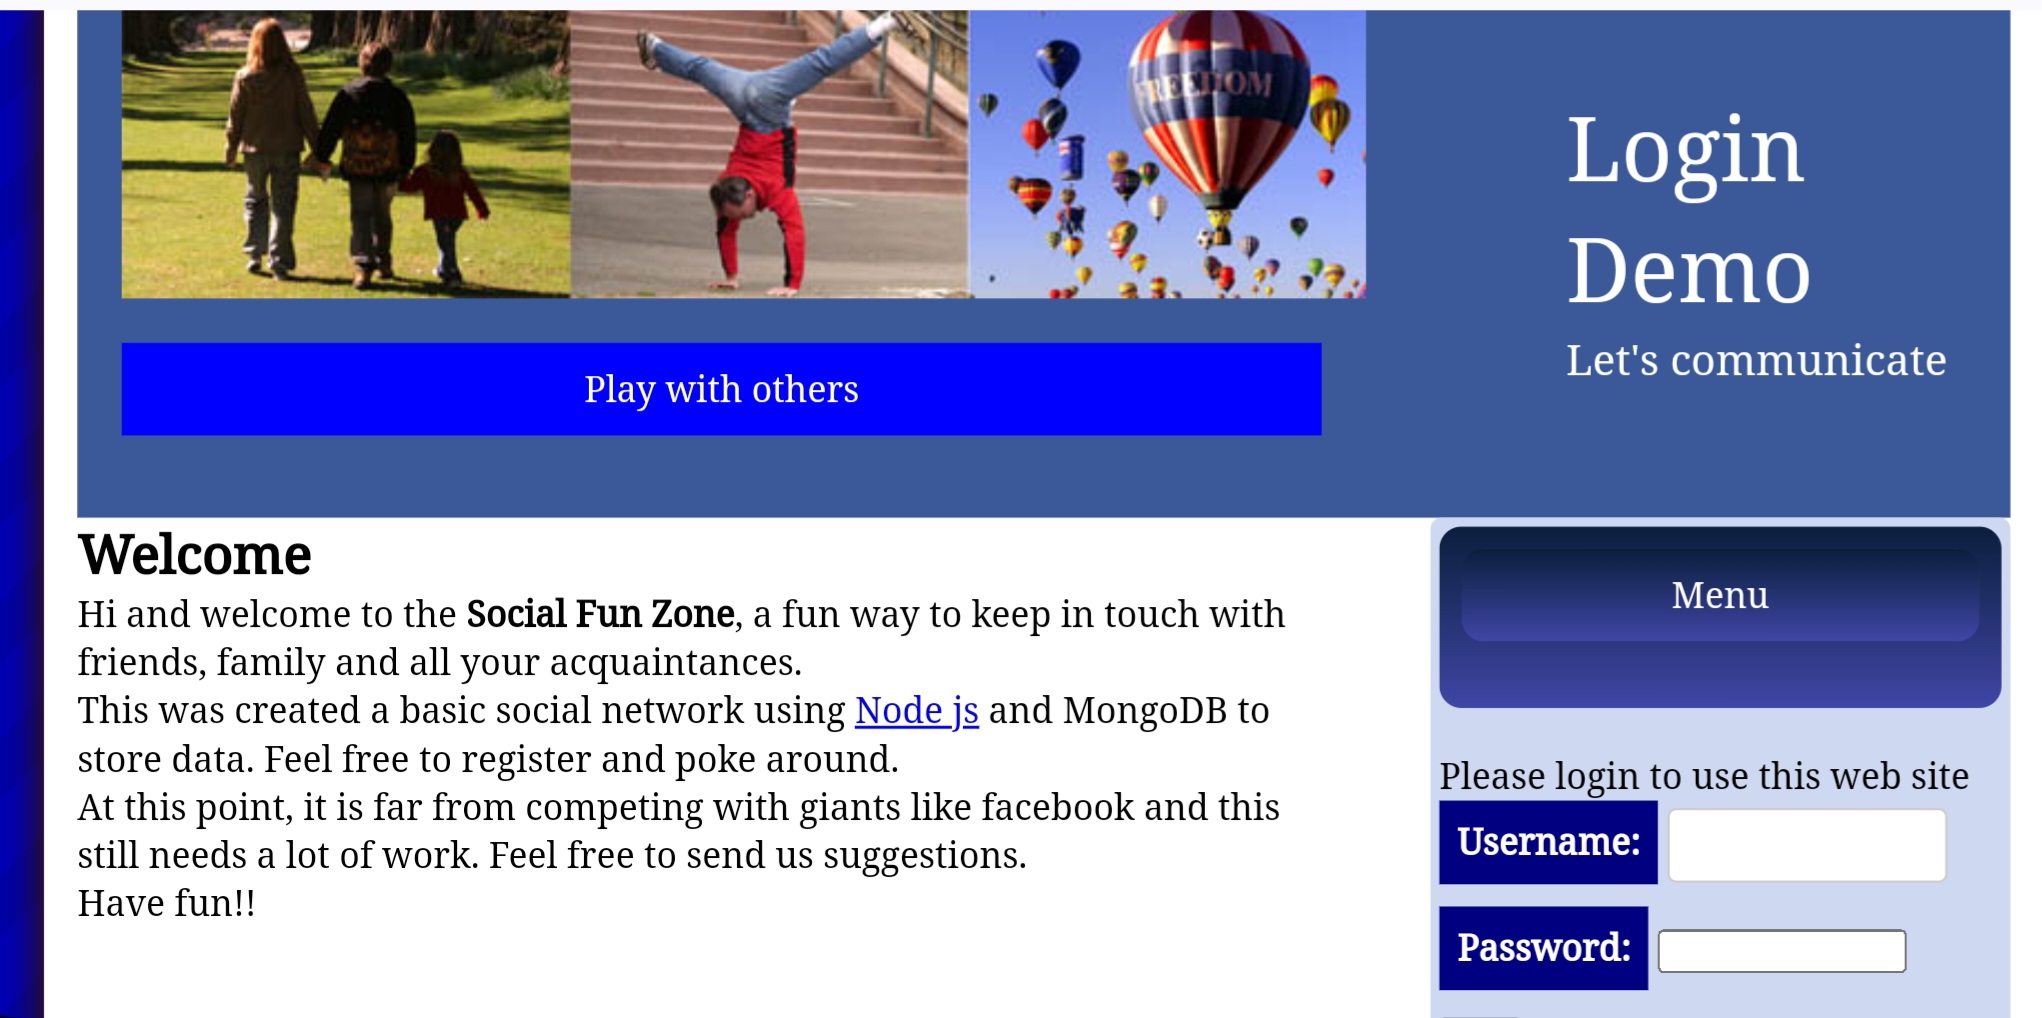 FREEDOM
Login
Demo
Let's communicate
Play with others
Welcome
Hi and welcome to the Social Fun Zone, a fun way to keep in touch with
friends, family and all your acquaintances.
This was created a basic social network using Node js and MongoDB to
store data. Feel free to register and poke around.
At this point, it is far from competing with giants like facebook and this
still needs a lot of work. Feel free to send us suggestions.
Have fun!!
Menu
Please login to use this web site
Username:
Password: